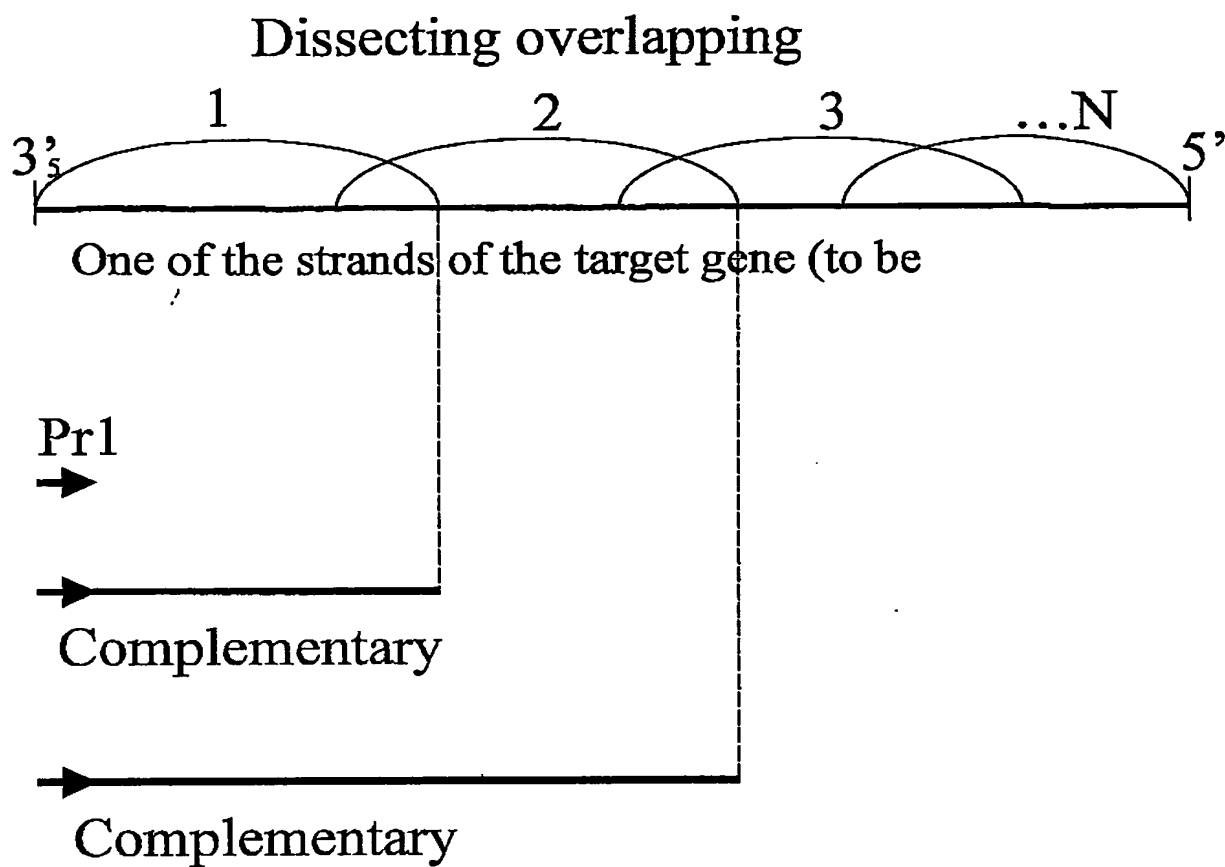 Dissecting overlapping
1 2 3 ...N
3'5 5'
One of the strands of the target gene (to be
Pr1
Complementary
Complementary